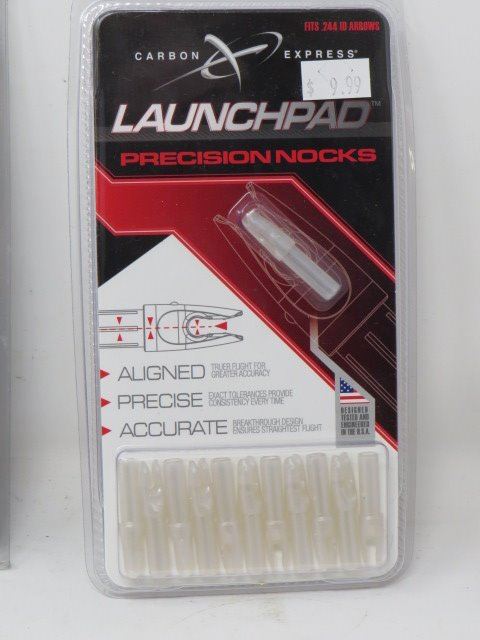 FITS .244 ID ARROWS
CARBON EXPRESS®
$ 9.99
LAUNCHPAD™
PRECISION NOCKS
ALIGNED TRUER FLIGHT FOR
GREATER ACCURACY
PRECISE EXACT TOLERANCES PROVIDE
CONSISTENCY EVERY TIME
ACCURATE BREAKTHROUGH DESIGN
ENSURES STRAIGHTEST FLIGHT
DESIGNED
TESTED AND
ENGINEERED
IN THE U.S.A.